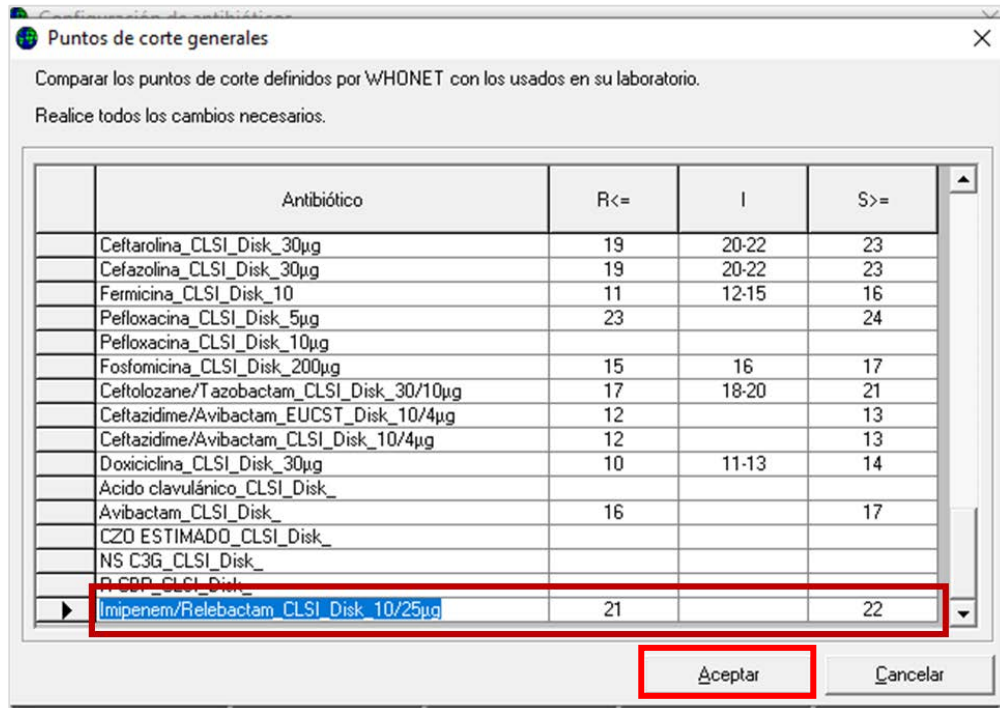 Configuración de antibióticos
Puntos de corte generales
Comparar los puntos de corte definidos por WHONET con los usados en su laboratorio.
Realice todos los cambios necesarios.
Antibiótico R<= I S>=
Ceftarolina_CLSI_Disk_30µg 19 20-22 23
Cefazolina_CLSI_Disk_30µg 19 20-22 23
Fermicina_CLSI_Disk_10 11 12-15 16
Pefloxacina_CLSI_Disk_5µg 23 24
Pefloxacina_CLSI_Disk_10µg
Fosfomicina_CLSI_Disk_200µg 15 16 17
Ceftolozane/Tazobactam_CLSI_Disk_30/10µg 17 18-20 21
Ceftazidime/Avibactam_EUCST_Disk_10/4µg 12 13
Ceftazidime/Avibactam_CLSI_Disk_10/4µg 12 13
Doxiciclina_CLSI_Disk_30µg 10 11-13 14
Acido clavulánico_CLSI_Disk_
Avibactam_CLSI_Disk_ 16 17
CZO ESTIMADO_CLSI_Disk_
NS C3G_CLSI_Disk_
R CBP_CLSI_Disk_
Imipenem/Relebactam_CLSI_Disk_10/25µg 21 22
Aceptar Cancelar